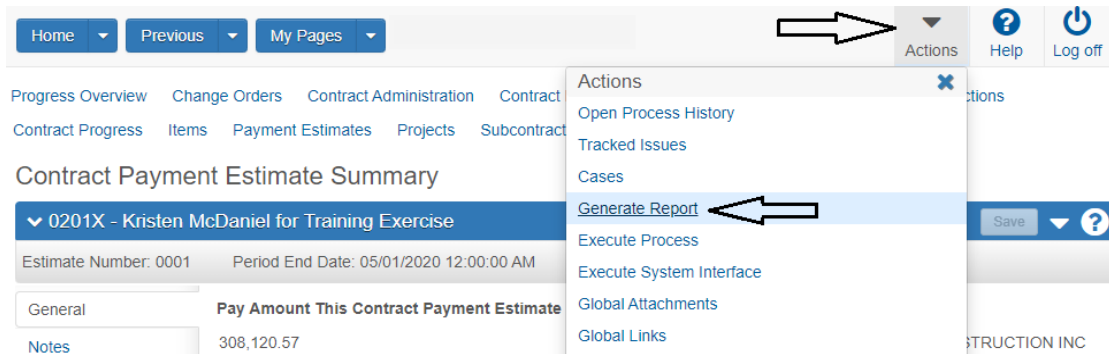 Home Previous My Pages Actions Help Log off
Progress Overview Change Orders Contract Administration Contract
Contract Progress Items Payment Estimates Projects Subcontract
Actions
Open Process History
Tracked Issues
Cases
Generate Report
Execute Process
Execute System Interface
Global Attachments
Global Links
Contract Payment Estimate Summary
0201X - Kristen McDaniel for Training Exercise Save ?
Estimate Number: 0001 Period End Date: 05/01/2020 12:00:00 AM
General Pay Amount This Contract Payment Estimate
Notes 308,120.57 STRUCTION INC